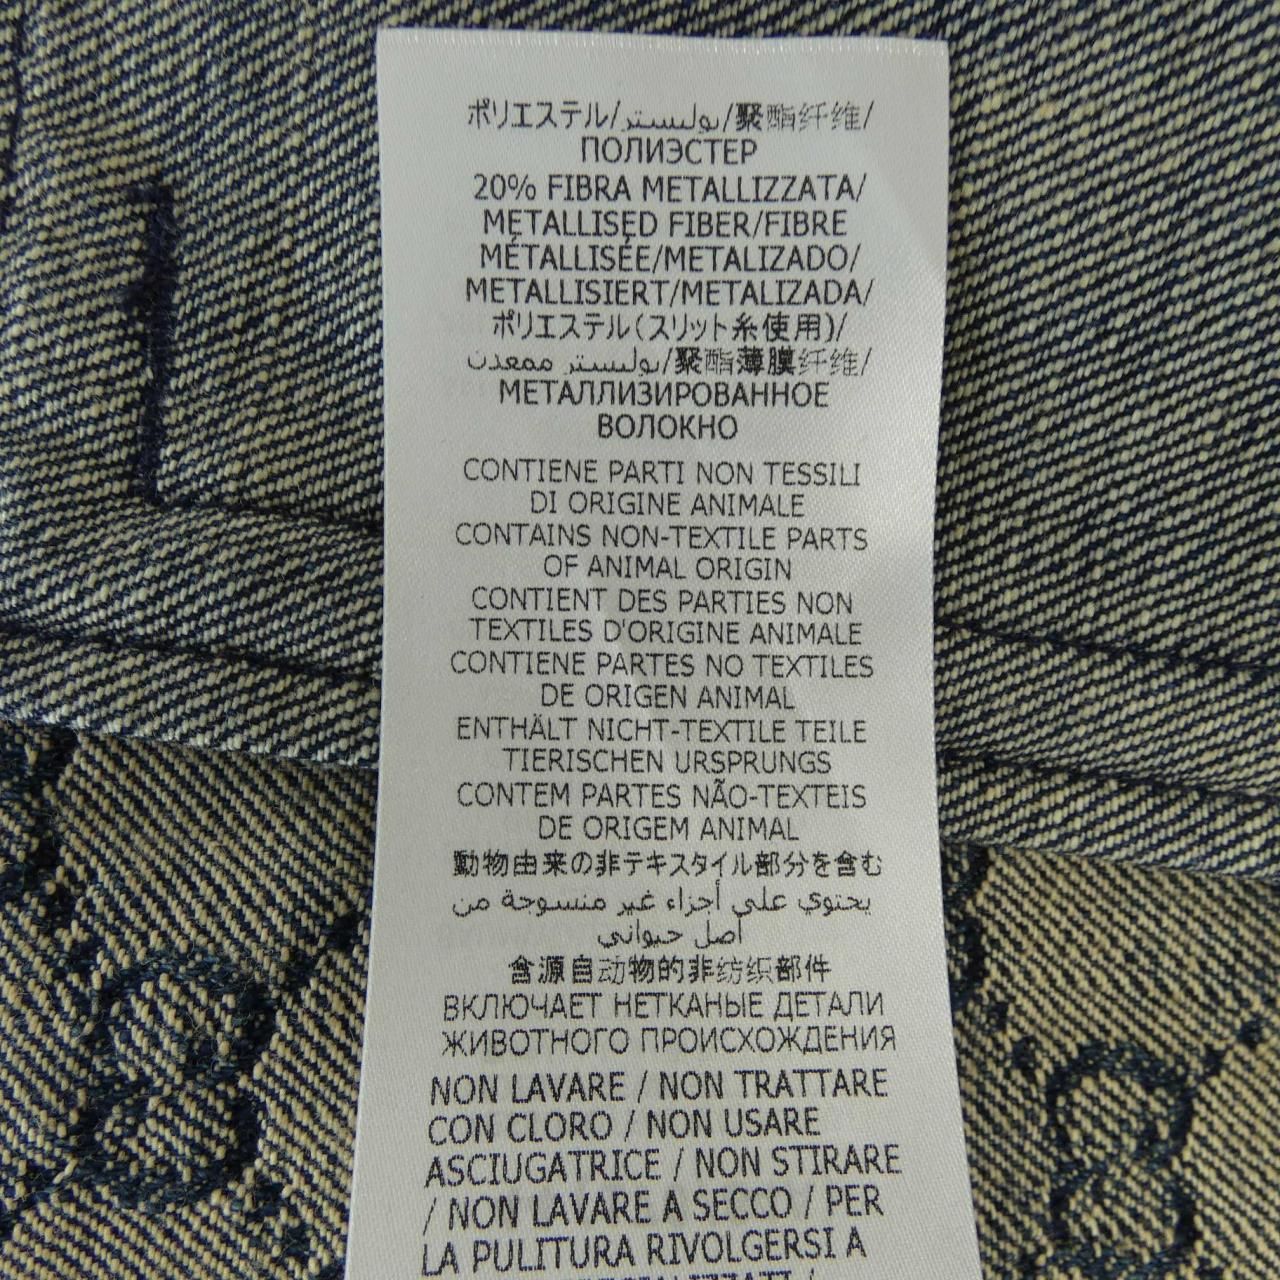 ポリエステル/بوليستر/聚酯纤维/
ПОЛИЭСТЕР
20% FIBRA METALLIZZATA/
METALLISED FIBER/FIBRE
MÉTALLISÉE/METALIZADO/
METALLISIERT/METALIZADA/
ポリエステル(スリット糸使用)/
بوليستر ممعدن/聚酯薄膜纤维/
МЕТАЛЛИЗИРОВАННОЕ
ВОЛОКНО
CONTIENE PARTI NON TESSILI
DI ORIGINE ANIMALE
CONTAINS NON-TEXTILE PARTS
OF ANIMAL ORIGIN
CONTIENT DES PARTIES NON
TEXTILES D'ORIGINE ANIMALE
CONTIENE PARTES NO TEXTILES
DE ORIGEN ANIMAL
ENTHÄLT NICHT-TEXTILE TEILE
TIERISCHEN URSPRUNGS
CONTEM PARTES NÃO-TEXTEIS
DE ORIGEM ANIMAL
動物由来の非テキスタイル部分を含む
يحتوي على أجزاء غير منسوجة من
اصل حيواني
含源自动物的非纺织部件
ВКЛЮЧАЕТ НЕТКАНЫЕ ДЕТАЛИ
ЖИВОТНОГО ПРОИСХОЖДЕНИЯ
NON LAVARE / NON TRATTARE
CON CLORO / NON USARE
ASCIUGATRICE / NON STIRARE
/ NON LAVARE A SECCO / PER
LA PULITURA RIVOLGERSI A